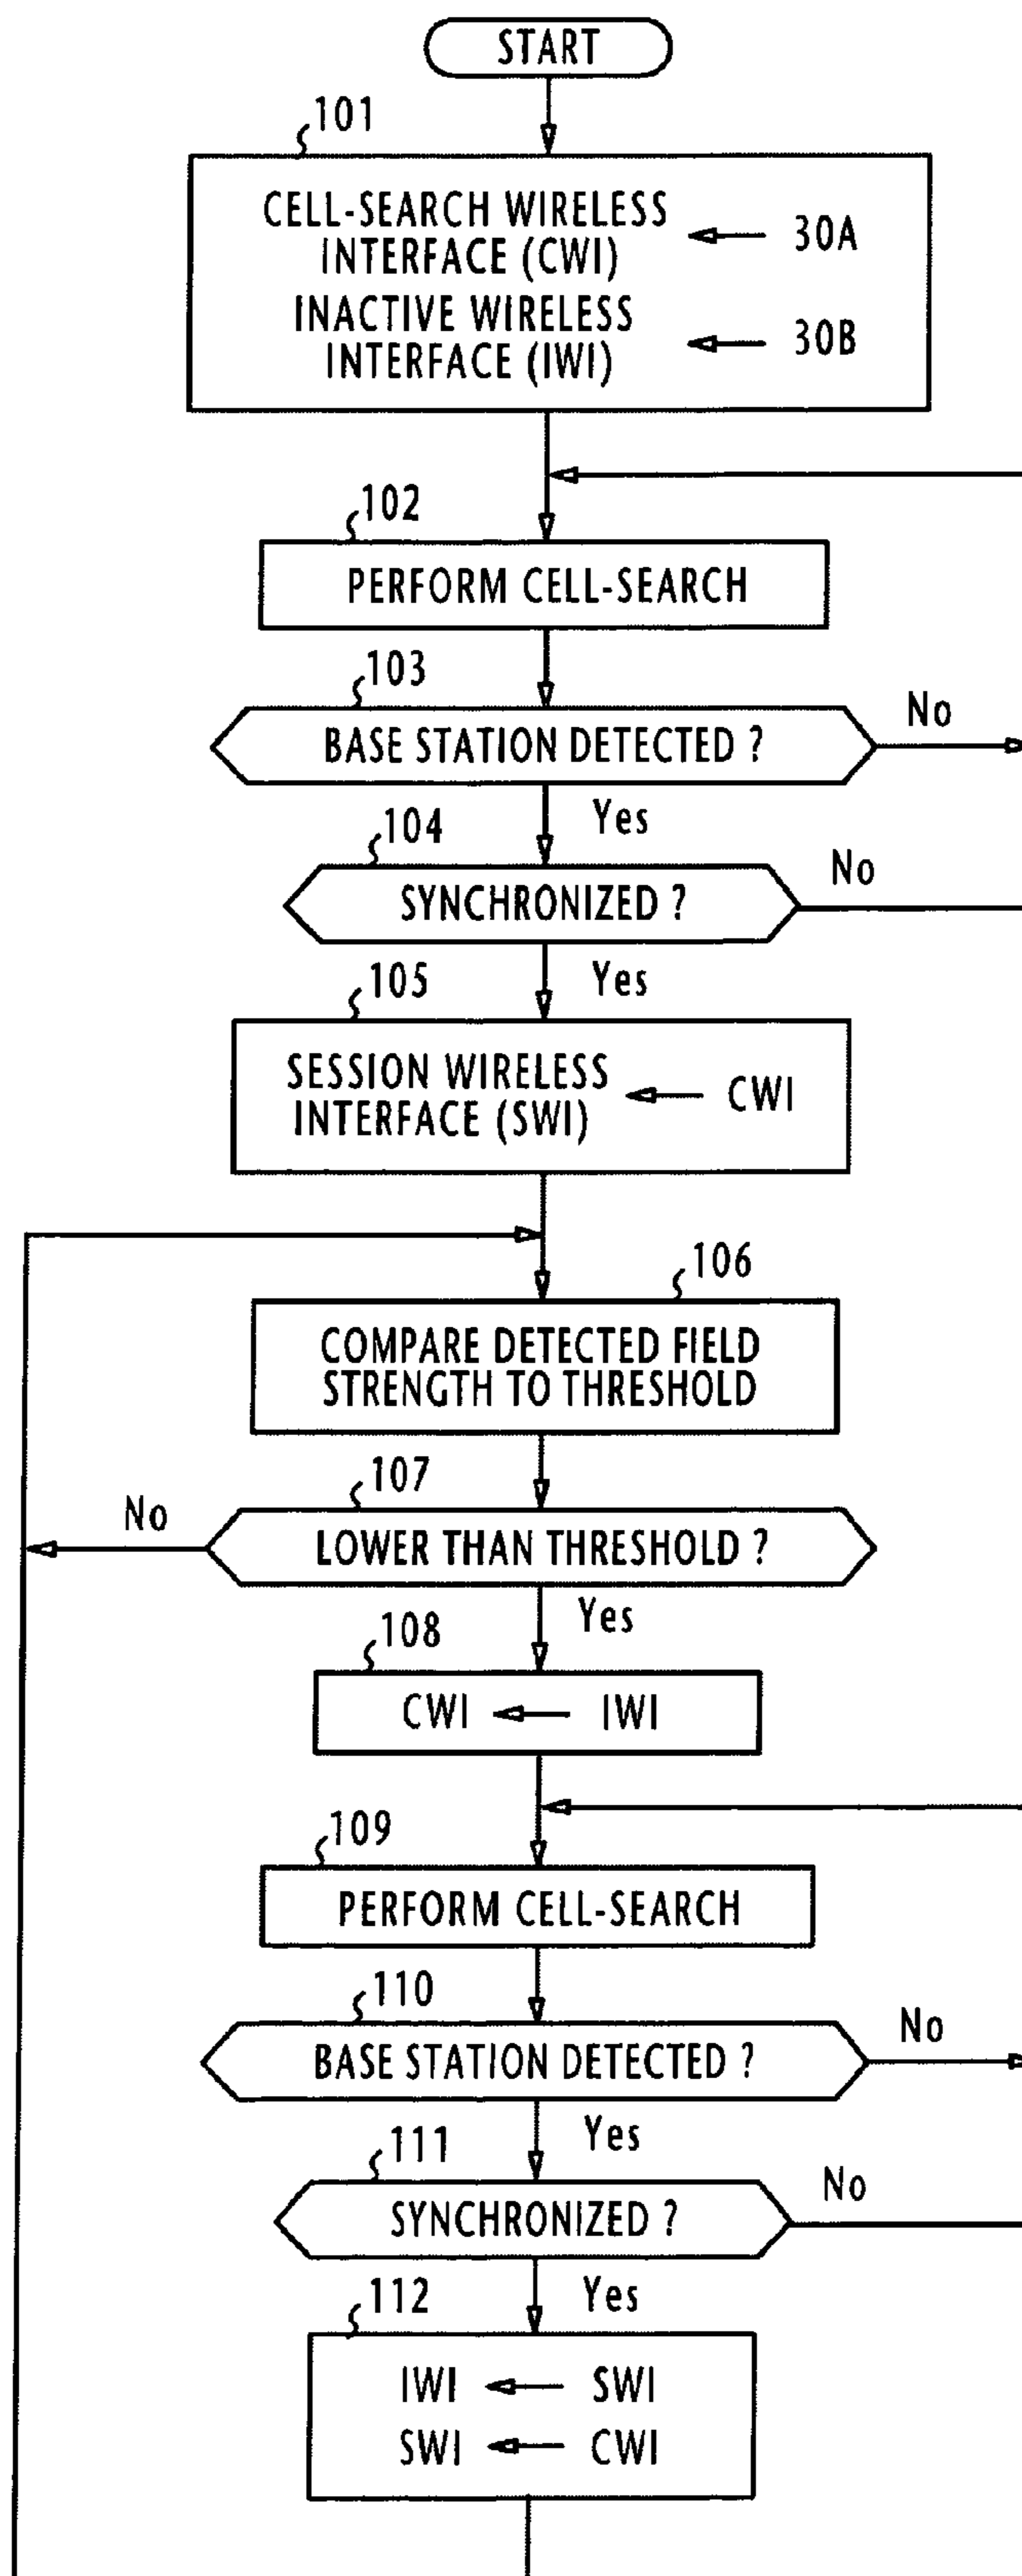 START
101
CELL-SEARCH WIRELESS
INTERFACE (CWI)
← 30A
INACTIVE WIRELESS
INTERFACE (IWI)
← 30B
102
PERFORM CELL-SEARCH
103
BASE STATION DETECTED ?
No
Yes
104
SYNCHRONIZED ?
No
Yes
105
SESSION WIRELESS
INTERFACE (SWI)
← CWI
106
COMPARE DETECTED FIELD
STRENGTH TO THRESHOLD
107
LOWER THAN THRESHOLD ?
No
Yes
108
CWI ← IWI
109
PERFORM CELL-SEARCH
110
BASE STATION DETECTED ?
No
Yes
111
SYNCHRONIZED ?
No
Yes
112
IWI ← SWI
SWI ← CWI